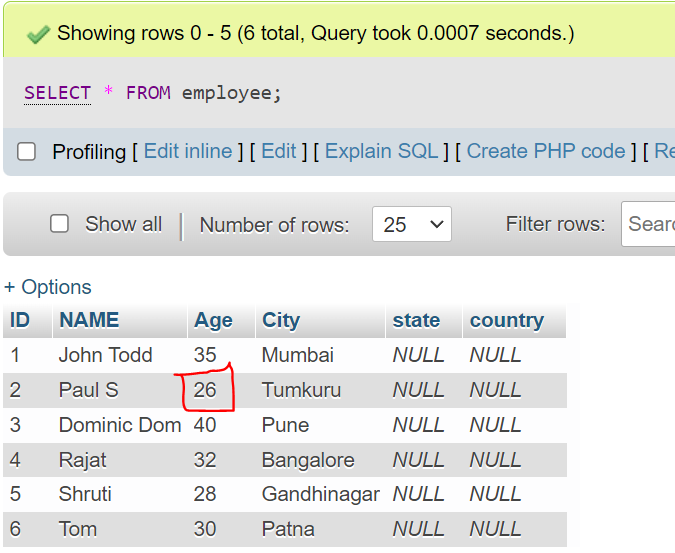 Showing rows 0 - 5 (6 total, Query took 0.0007 seconds.)
SELECT * FROM employee;
Profiling [ Edit inline ] [ Edit ] [ Explain SQL ] [ Create PHP code ] [ Re
Show all Number of rows: 25 Filter rows: Sear
+ Options
ID NAME Age City state country
1 John Todd 35 Mumbai NULL NULL
2 Paul S 26 Tumkuru NULL NULL
3 Dominic Dom 40 Pune NULL NULL
4 Rajat 32 Bangalore NULL NULL
5 Shruti 28 Gandhinagar NULL NULL
6 Tom 30 Patna NULL NULL